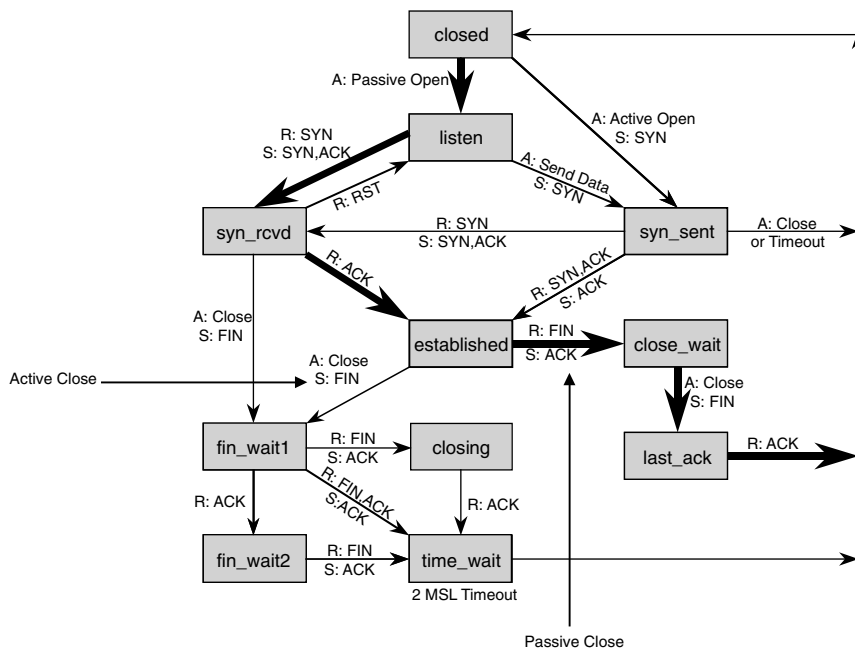 closed
A: Passive Open
A: Active Open
S: SYN
listen
R: SYN
S: SYN,ACK
A: Send Data
S: SYN
R: RST
syn_rcvd
R: SYN
S: SYN,ACK
syn_sent
A: Close
or Timeout
R: ACK
R: SYN,ACK
S: ACK
A: Close
S: FIN
established
R: FIN
S: ACK
close_wait
Active Close
A: Close
S: FIN
A: Close
S: FIN
fin_wait1
R: FIN
S: ACK
closing
last_ack
R: ACK
R: ACK
R: FIN,ACK
S:ACK
R: ACK
fin_wait2
R: FIN
S: ACK
time_wait
2 MSL Timeout
Passive Close